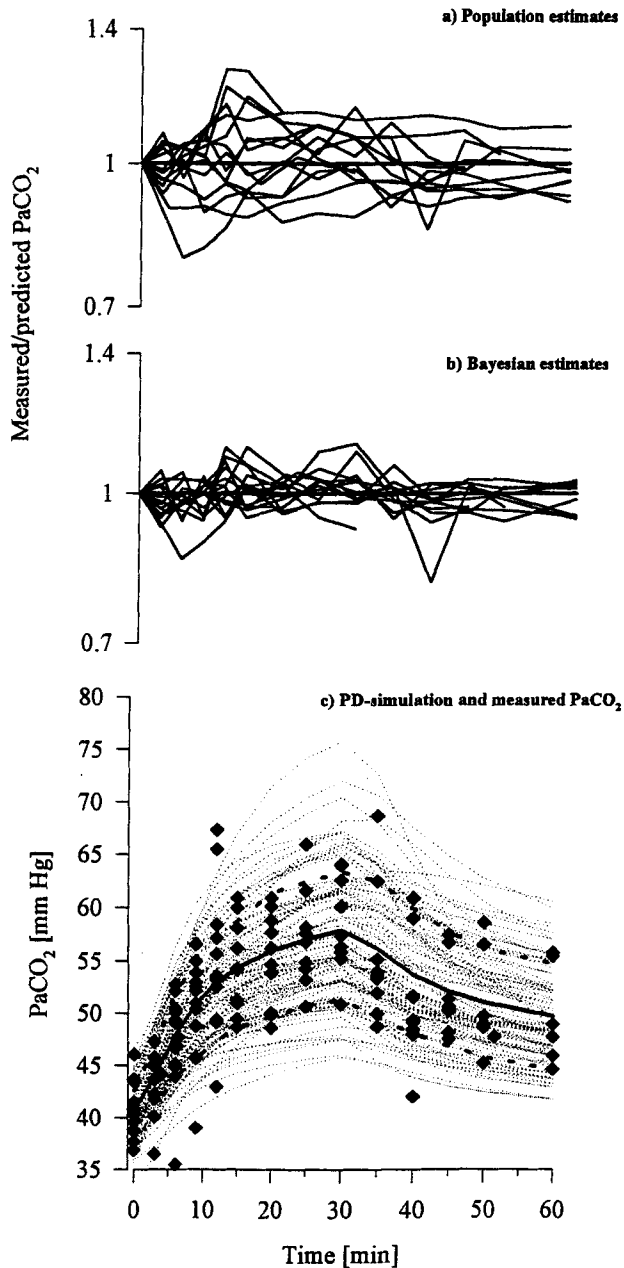 a) Population estimates
1.4
1
0.7
Measured/predicted PaCO₂
b) Bayesian estimates
1.4
1
0.7
c) PD-simulation and measured PaCO₂
80
75
70
65
60
55
50
45
40
35
PaCO₂ [mm Hg]
0 10 20 30 40 50 60
Time [min]